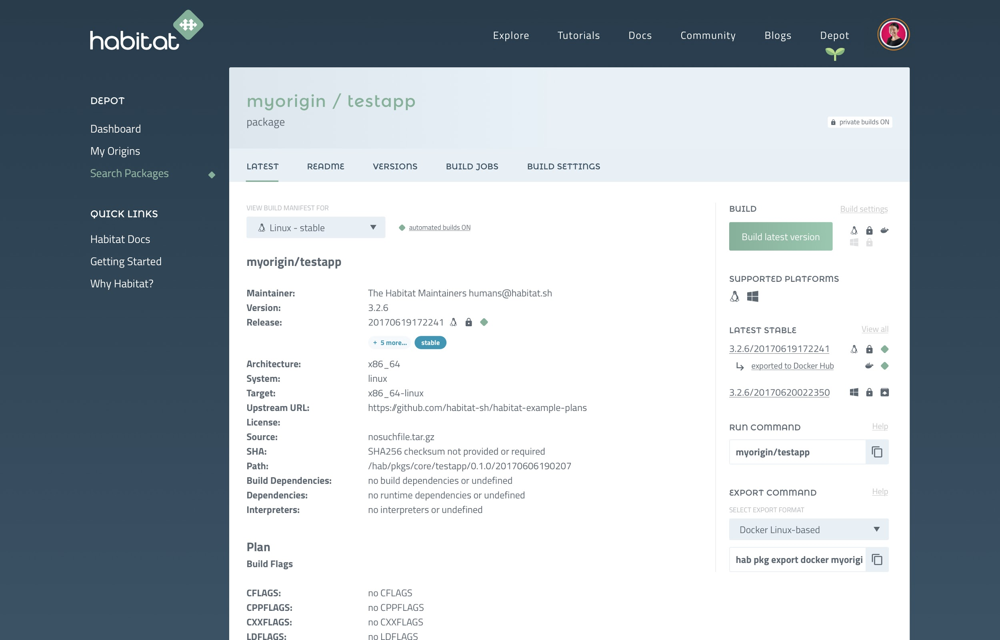 habitat
Explore Tutorials Docs Community Blogs Depot
DEPOT
Dashboard
My Origins
Search Packages
QUICK LINKS
Habitat Docs
Getting Started
Why Habitat?
myorigin / testapp
package
private builds ON
LATEST README VERSIONS BUILD JOBS BUILD SETTINGS
VIEW BUILD MANIFEST FOR
Linux - stable
automated builds ON
myorigin/testapp
Maintainer: The Habitat Maintainers humans@habitat.sh
Version: 3.2.6
Release: 20170619172241
+ 5 more... stable
Architecture: x86_64
System: linux
Target: x86_64-linux
Upstream URL: https://github.com/habitat-sh/habitat-example-plans
License:
Source: nosuchfile.tar.gz
SHA: SHA256 checksum not provided or required
Path: /hab/pkgs/core/testapp/0.1.0/20170606190207
Build Dependencies: no build dependencies or undefined
Dependencies: no runtime dependencies or undefined
Interpreters: no interpreters or undefined
Plan
Build Flags
CFLAGS: no CFLAGS
CPPFLAGS: no CPPFLAGS
CXXFLAGS: no CXXFLAGS
LDFLAGS: no LDFLAGS
BUILD Build settings
Build latest version
SUPPORTED PLATFORMS
LATEST STABLE View all
3.2.6/20170619172241
exported to Docker Hub
3.2.6/20170620022350
RUN COMMAND Help
myorigin/testapp
EXPORT COMMAND Help
SELECT EXPORT FORMAT
Docker Linux-based
hab pkg export docker myorigi